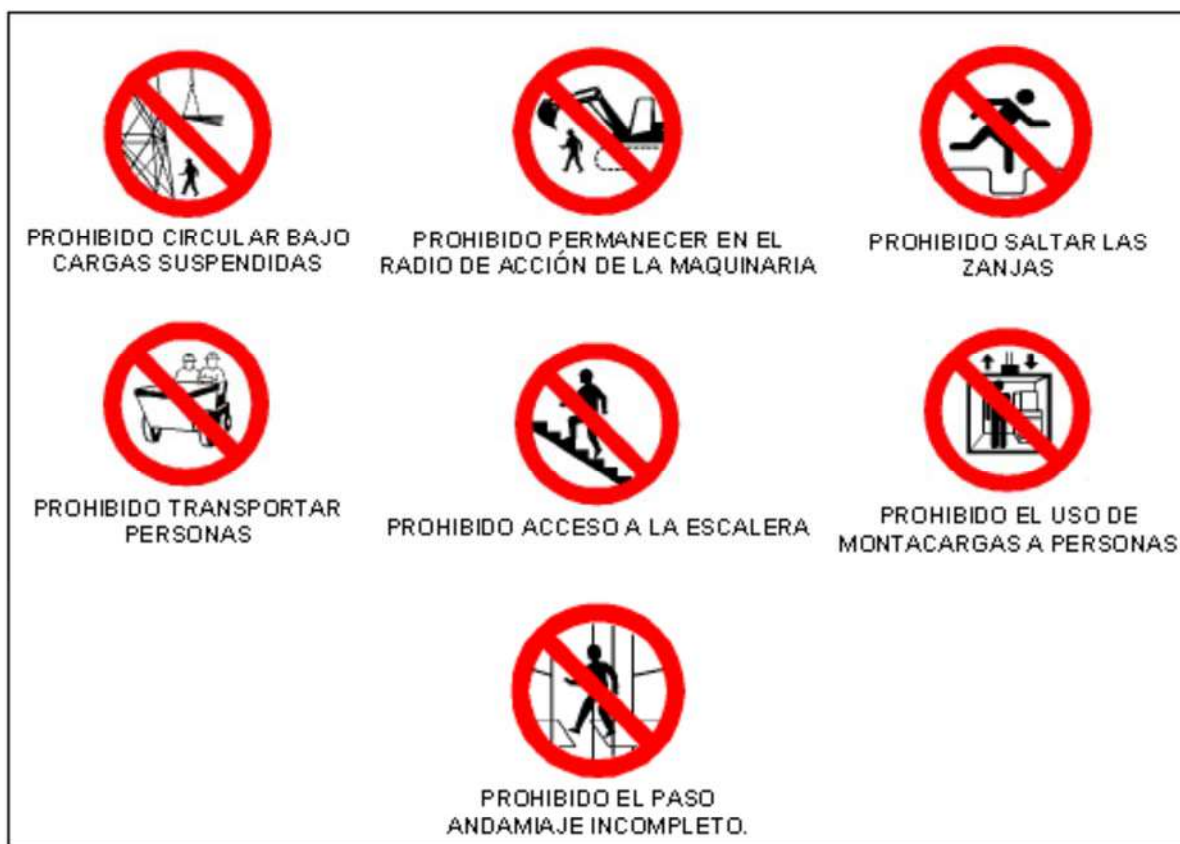 PROHIBIDO CIRCULAR BAJO
CARGAS SUSPENDIDAS
PROHIBIDO PERMANECER EN EL
RADIO DE ACCIÓN DE LA MAQUINARIA
PROHIBIDO SALTAR LAS
ZANJAS
PROHIBIDO TRANSPORTAR
PERSONAS
PROHIBIDO ACCESO A LA ESCALERA
PROHIBIDO EL USO DE
MONTACARGAS A PERSONAS
PROHIBIDO EL PASO
ANDAMIAJE INCOMPLETO.